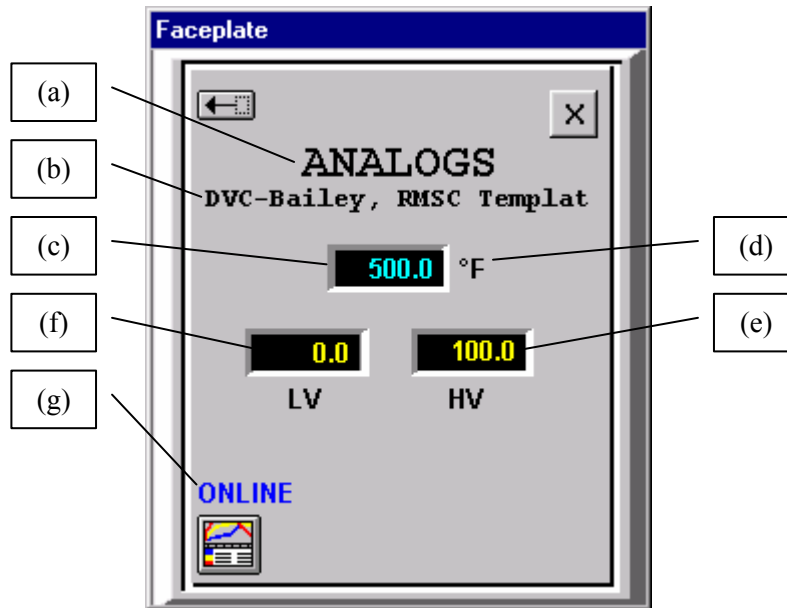 Faceplate
(a)
X
ANALOGS
(b)
DVC-Bailey, RMSC Templat
(c)
500.0 °F
(d)
(f)
0.0 100.0
(e)
LV HV
(g)
ONLINE